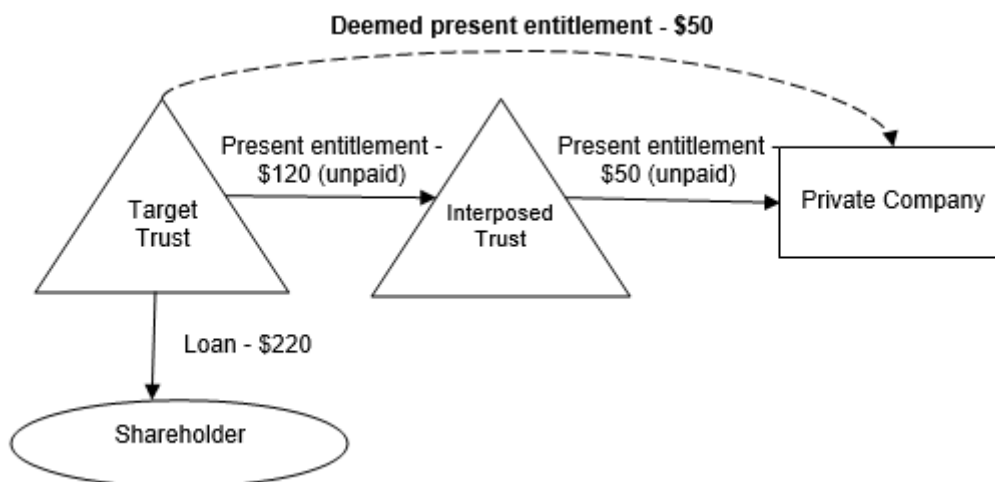 Deemed present entitlement - $50
Present entitlement -
$120 (unpaid)
Present entitlement -
$50 (unpaid)
Target
Trust
Interposed
Trust
Private Company
Loan - $220
Shareholder